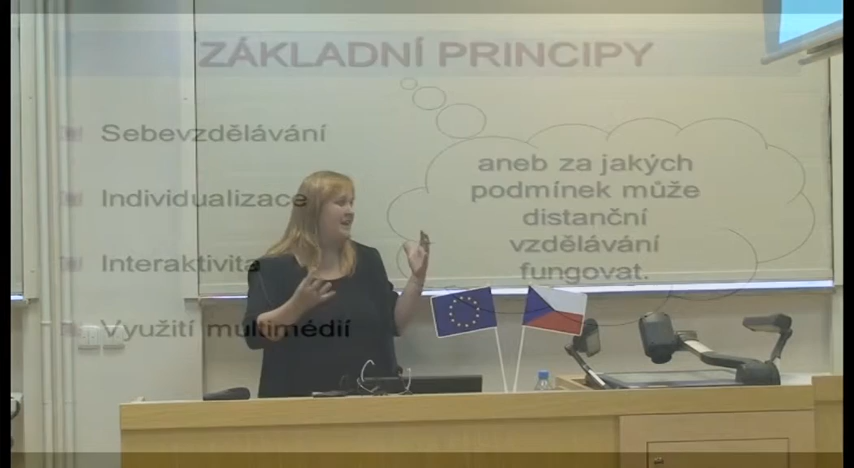 ZÁKLADNÍ PRINCIPY
Sebevzdělávání
Individualizace
Interaktivita
Využití multimédií
aneb za jakých
podmínek může
distanční
vzdělávání
fungovat.